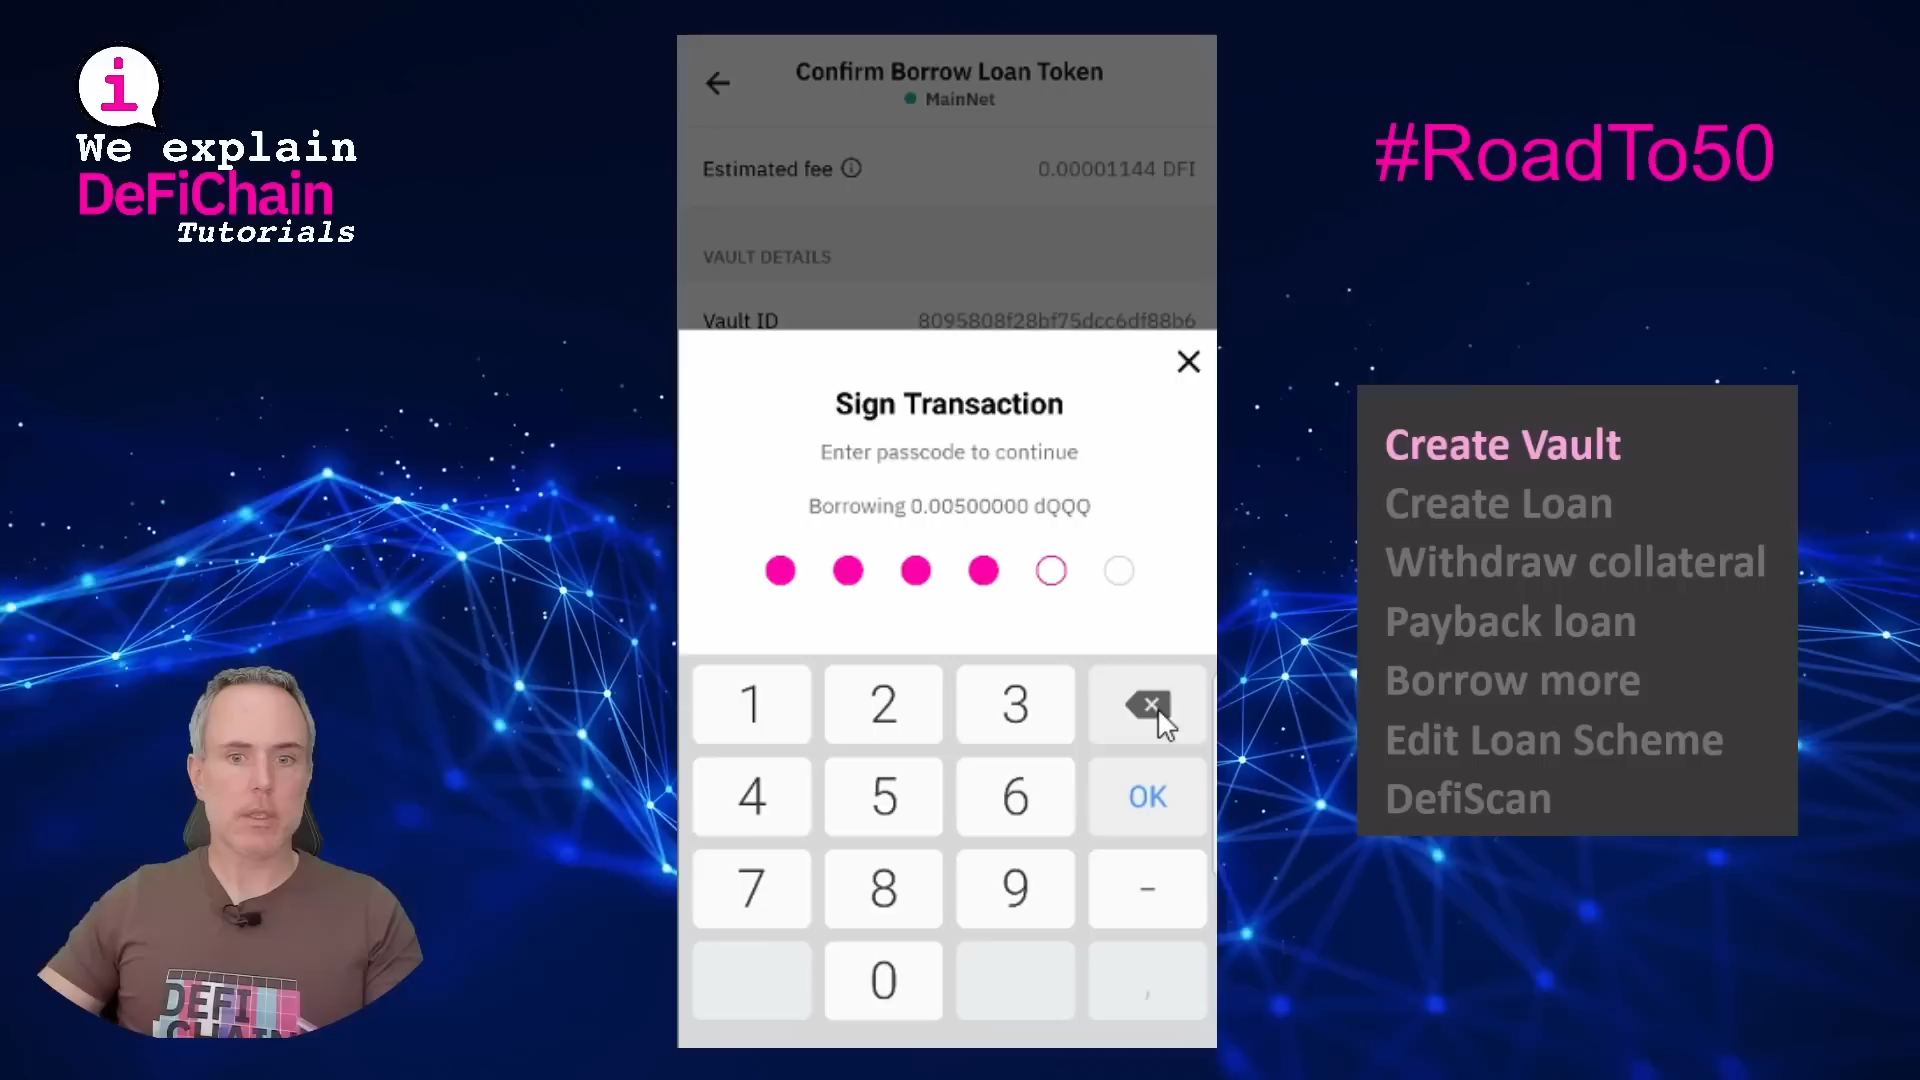 i
We explain
DeFiChain
Tutorials
Confirm Borrow Loan Token
MainNet
Estimated fee
0.00001144 DFI
VAULT DETAILS
Vault ID
8095808f28bf75dcc6df88b6
Sign Transaction
Enter passcode to continue
Borrowing 0.00500000 dQQQ
1 2 3
4 5 6 OK
7 8 9 -
0 ,
#RoadTo50
Create Vault
Create Loan
Withdraw collateral
Payback loan
Borrow more
Edit Loan Scheme
DefiScan
DEFI
CHAIN